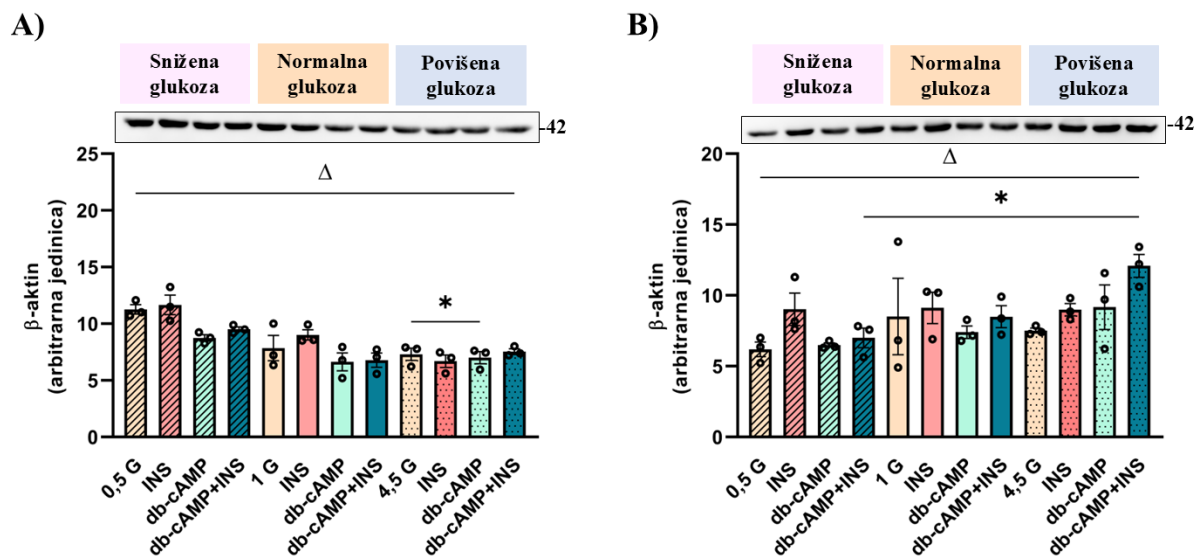 A)
Snižena
glukoza
Normalna
glukoza
Povišena
glukoza
-42
Δ
*
25
20
15
10
5
0
β-aktin
(arbitrarna jedinica)
0,5 G
INS
db-cAMP
db-cAMP+INS
1 G
INS
db-cAMP
db-cAMP+INS
4,5 G
INS
db-cAMP
db-cAMP+INS
B)
Snižena
glukoza
Normalna
glukoza
Povišena
glukoza
-42
Δ
*
20
15
10
5
0
β-aktin
(arbitrarna jedinica)
0,5 G
INS
db-cAMP
db-cAMP+INS
1 G
INS
db-cAMP
db-cAMP+INS
4,5 G
INS
db-cAMP
db-cAMP+INS